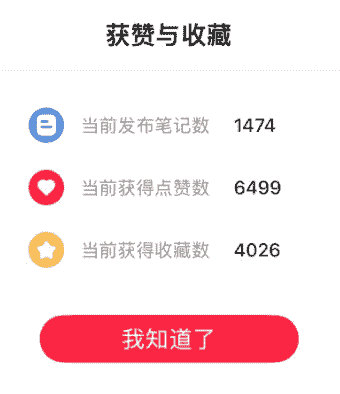 获赞与收藏
当前发布笔记数 1474
当前获得点赞数 6499
当前获得收藏数 4026
我知道了